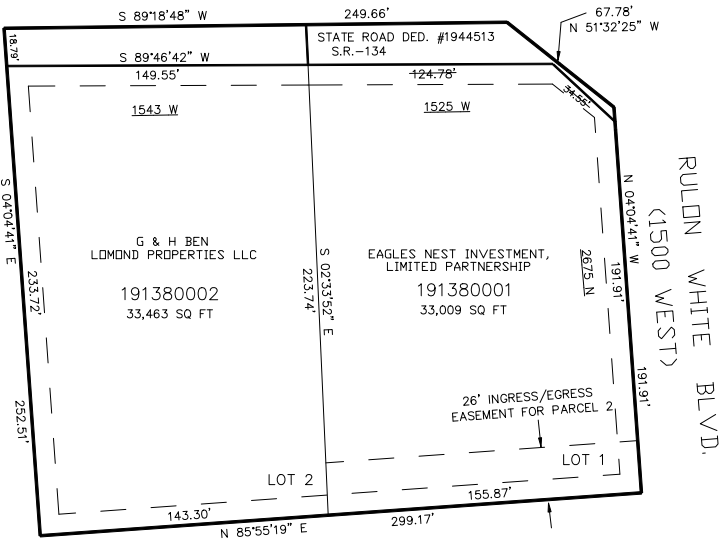 S 89°18'48" W
249.66'
67.78'
N 51°32'25" W
18.79'
STATE ROAD DED. #1944513
S.R.-134
S 89°46'42" W
149.55'
124.78'
34.55'
1543 W
1525 W
RULON WHITE BLVD.
(1500 WEST)
S 04°04'41" E
N 04°04'41" W
G & H BEN
LOMOND PROPERTIES LLC
191380002
33,463 SQ FT
S 02°33'52" E
223.74'
EAGLES NEST INVESTMENT,
LIMITED PARTNERSHIP
191380001
33,009 SQ FT
2675 N
191.91'
233.72'
191.91'
252.51'
26' INGRESS/EGRESS
EASEMENT FOR PARCEL 2
LOT 1
LOT 2
143.30'
155.87'
N 85°55'19" E
299.17'